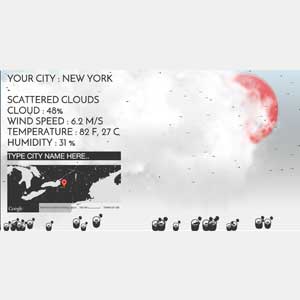 YOUR CITY : NEW YORK
SCATTERED CLOUDS
CLOUD : 48%
WIND SPEED : 6.2 M/S
TEMPERATURE : 82 F, 27 C
HUMIDITY : 31 %
TYPE CITY NAME HERE..
Google